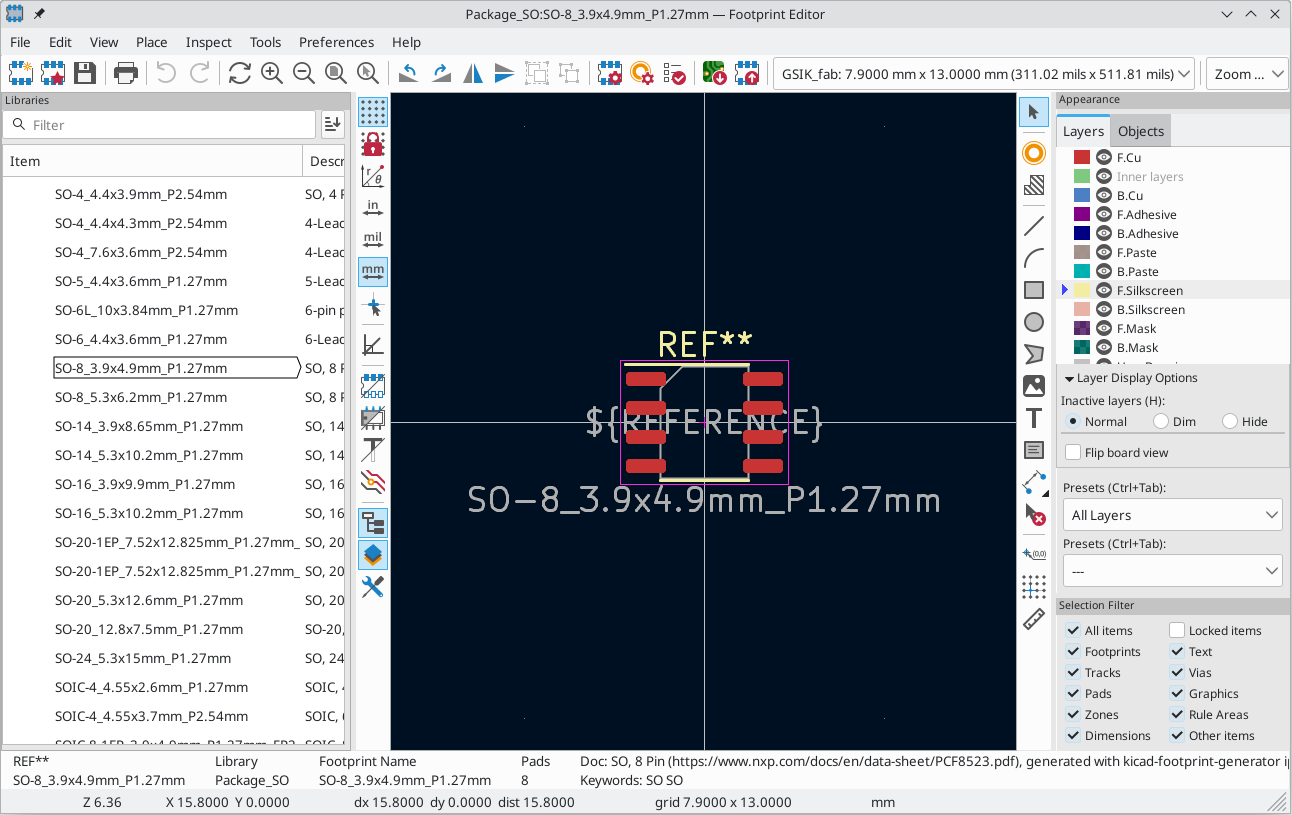 Package_SO:SO-8_3.9x4.9mm_P1.27mm — Footprint Editor
File Edit View Place Inspect Tools Preferences Help
GSIK_fab: 7.9000 mm x 13.0000 mm (311.02 mils x 511.81 mils) Zoom ...
Libraries
Filter
Item Descr
SO-4_4.4x3.9mm_P2.54mm SO, 4 P
SO-4_4.4x4.3mm_P2.54mm 4-Lead
SO-4_7.6x3.6mm_P2.54mm 4-Lead
SO-5_4.4x3.6mm_P1.27mm 5-Lead
SO-6L_10x3.84mm_P1.27mm 6-pin p
SO-6_4.4x3.6mm_P1.27mm 6-Lead
SO-8_3.9x4.9mm_P1.27mm SO, 8 P
SO-8_5.3x6.2mm_P1.27mm SO, 8 P
SO-14_3.9x8.65mm_P1.27mm SO, 14
SO-14_5.3x10.2mm_P1.27mm SO, 14
SO-16_3.9x9.9mm_P1.27mm SO, 16
SO-16_5.3x10.2mm_P1.27mm SO, 16
SO-20-1EP_7.52x12.825mm_P1.27mm_ SO, 20
SO-20-1EP_7.52x12.825mm_P1.27mm_ SO, 20
SO-20_5.3x12.6mm_P1.27mm SO, 20
SO-20_12.8x7.5mm_P1.27mm SO-20,
SO-24_5.3x15mm_P1.27mm SO, 24
SOIC-4_4.55x2.6mm_P1.27mm SOIC, 4
SOIC-4_4.55x3.7mm_P2.54mm SOIC, 6
r
θ
in
mil
mm
REF**
${REFERENCE}
SO-8_3.9x4.9mm_P1.27mm
T
(0,0)
Appearance
Layers Objects
F.Cu
Inner layers
B.Cu
F.Adhesive
B.Adhesive
F.Paste
B.Paste
F.Silkscreen
B.Silkscreen
F.Mask
B.Mask
Layer Display Options
Inactive layers (H):
Normal Dim Hide
Flip board view
Presets (Ctrl+Tab):
All Layers
Presets (Ctrl+Tab):
---
Selection Filter
All items Locked items
Footprints Text
Tracks Vias
Pads Graphics
Zones Rule Areas
Dimensions Other items
REF** Library Footprint Name Pads Doc: SO, 8 Pin (https://www.nxp.com/docs/en/data-sheet/PCF8523.pdf), generated with kicad-footprint-generator ip
SO-8_3.9x4.9mm_P1.27mm Package_SO SO-8_3.9x4.9mm_P1.27mm 8 Keywords: SO SO
Z 6.36 X 15.8000 Y 0.0000 dx 15.8000 dy 0.0000 dist 15.8000 grid 7.9000 x 13.0000 mm